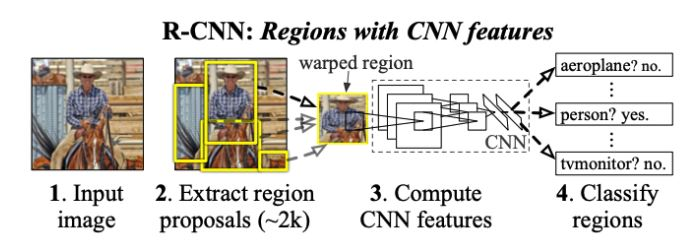 R-CNN: Regions with CNN features
warped region
aeroplane? no.
person? yes.
tvmonitor? no.
CNN
1. Input
image
2. Extract region
proposals (~2k)
3. Compute
CNN features
4. Classify
regions